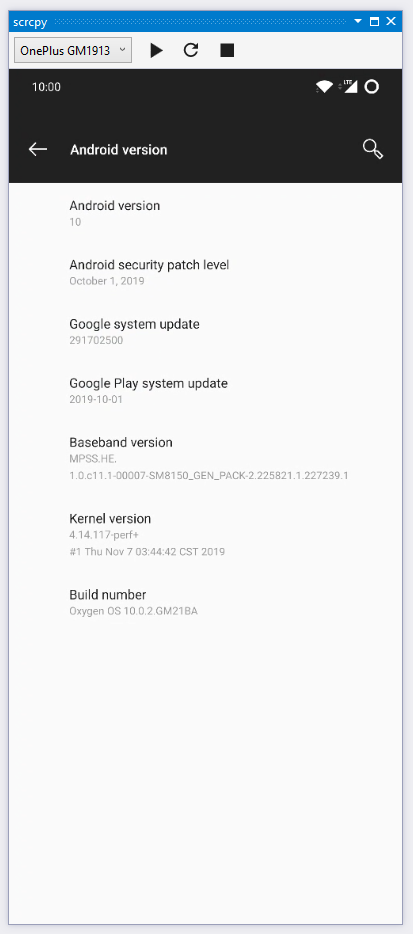 scrcpy
OnePlus GM1913
10:00
LTE
Android version
Android version
10
Android security patch level
October 1, 2019
Google system update
291702500
Google Play system update
2019-10-01
Baseband version
MPSS.HE.
1.0.c11.1-00007-SM8150_GEN_PACK-2.225821.1.227239.1
Kernel version
4.14.117-perf+
#1 Thu Nov 7 03:44:42 CST 2019
Build number
Oxygen OS 10.0.2.GM21BA